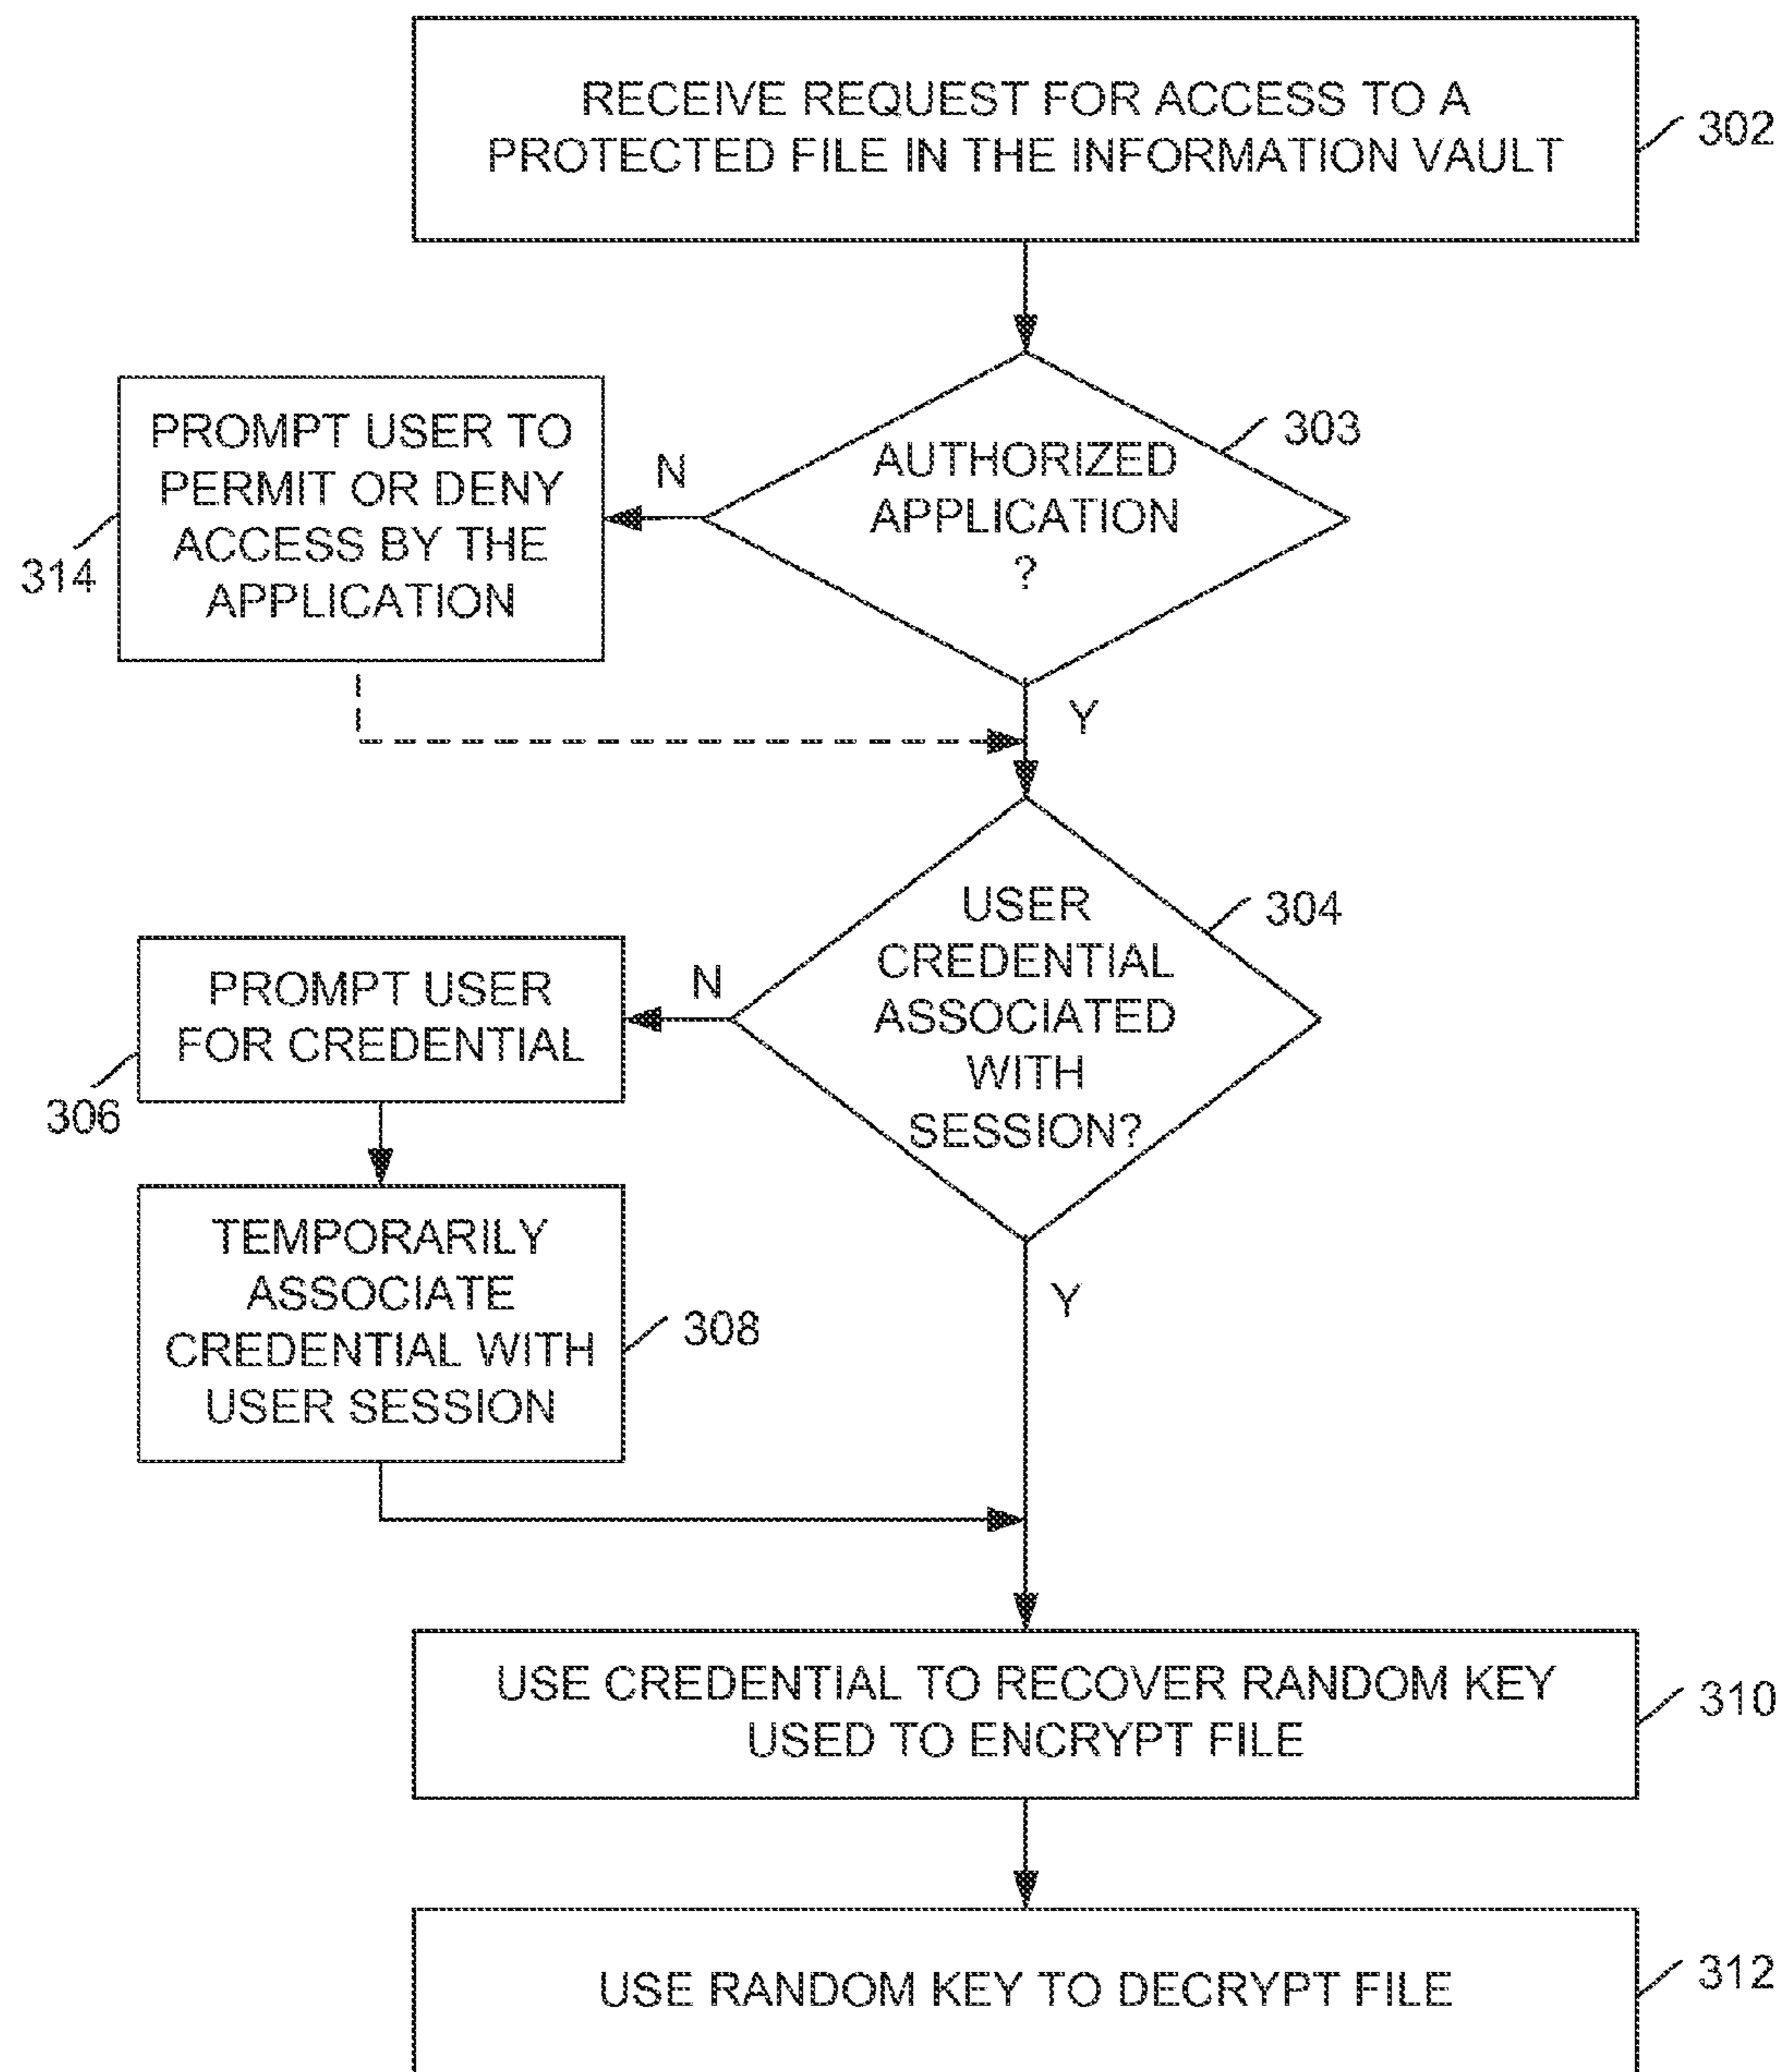 RECEIVE REQUEST FOR ACCESS TO A
PROTECTED FILE IN THE INFORMATION VAULT
302
303
AUTHORIZED
APPLICATION
?
N
PROMPT USER TO
PERMIT OR DENY
ACCESS BY THE
APPLICATION
314
Y
304
USER
CREDENTIAL
ASSOCIATED
WITH
SESSION?
N
PROMPT USER
FOR CREDENTIAL
306
TEMPORARILY
ASSOCIATE
CREDENTIAL WITH
USER SESSION
308
Y
USE CREDENTIAL TO RECOVER RANDOM KEY
USED TO ENCRYPT FILE
310
USE RANDOM KEY TO DECRYPT FILE
312